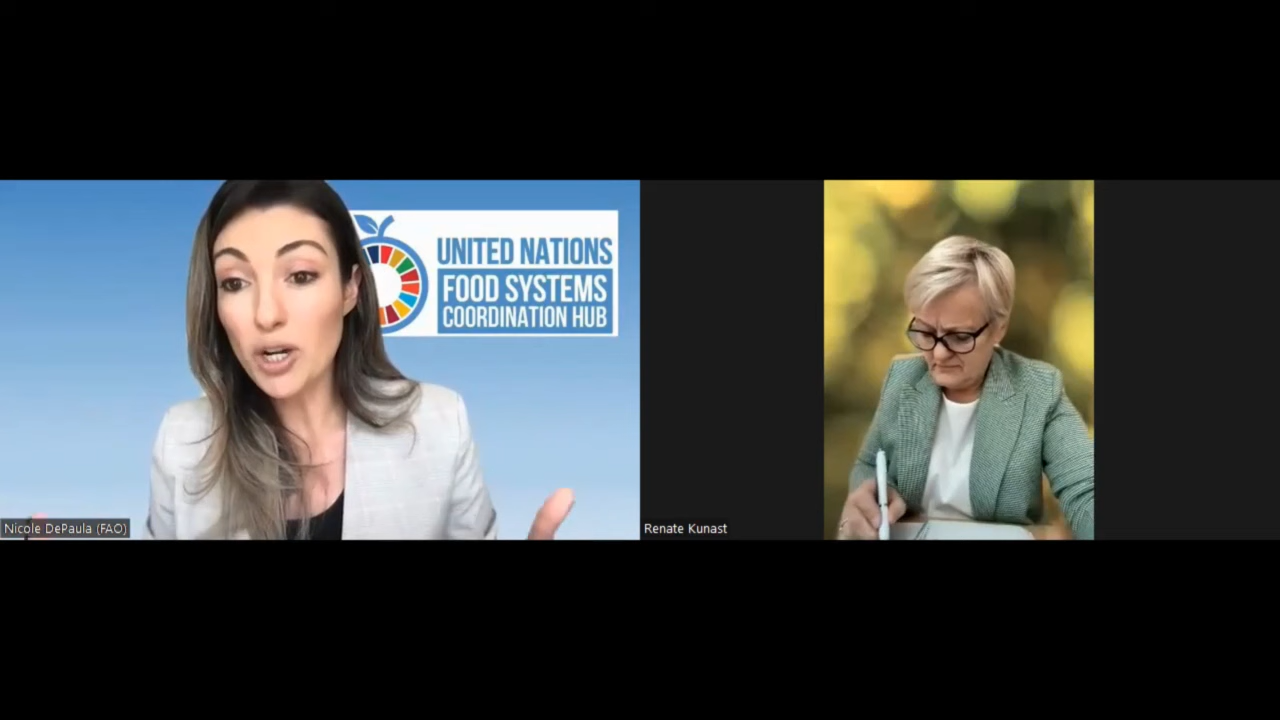 UNITED NATIONS
FOOD SYSTEMS
COORDINATION HUB
Nicole DePaula (FAO)
Renate Kunast